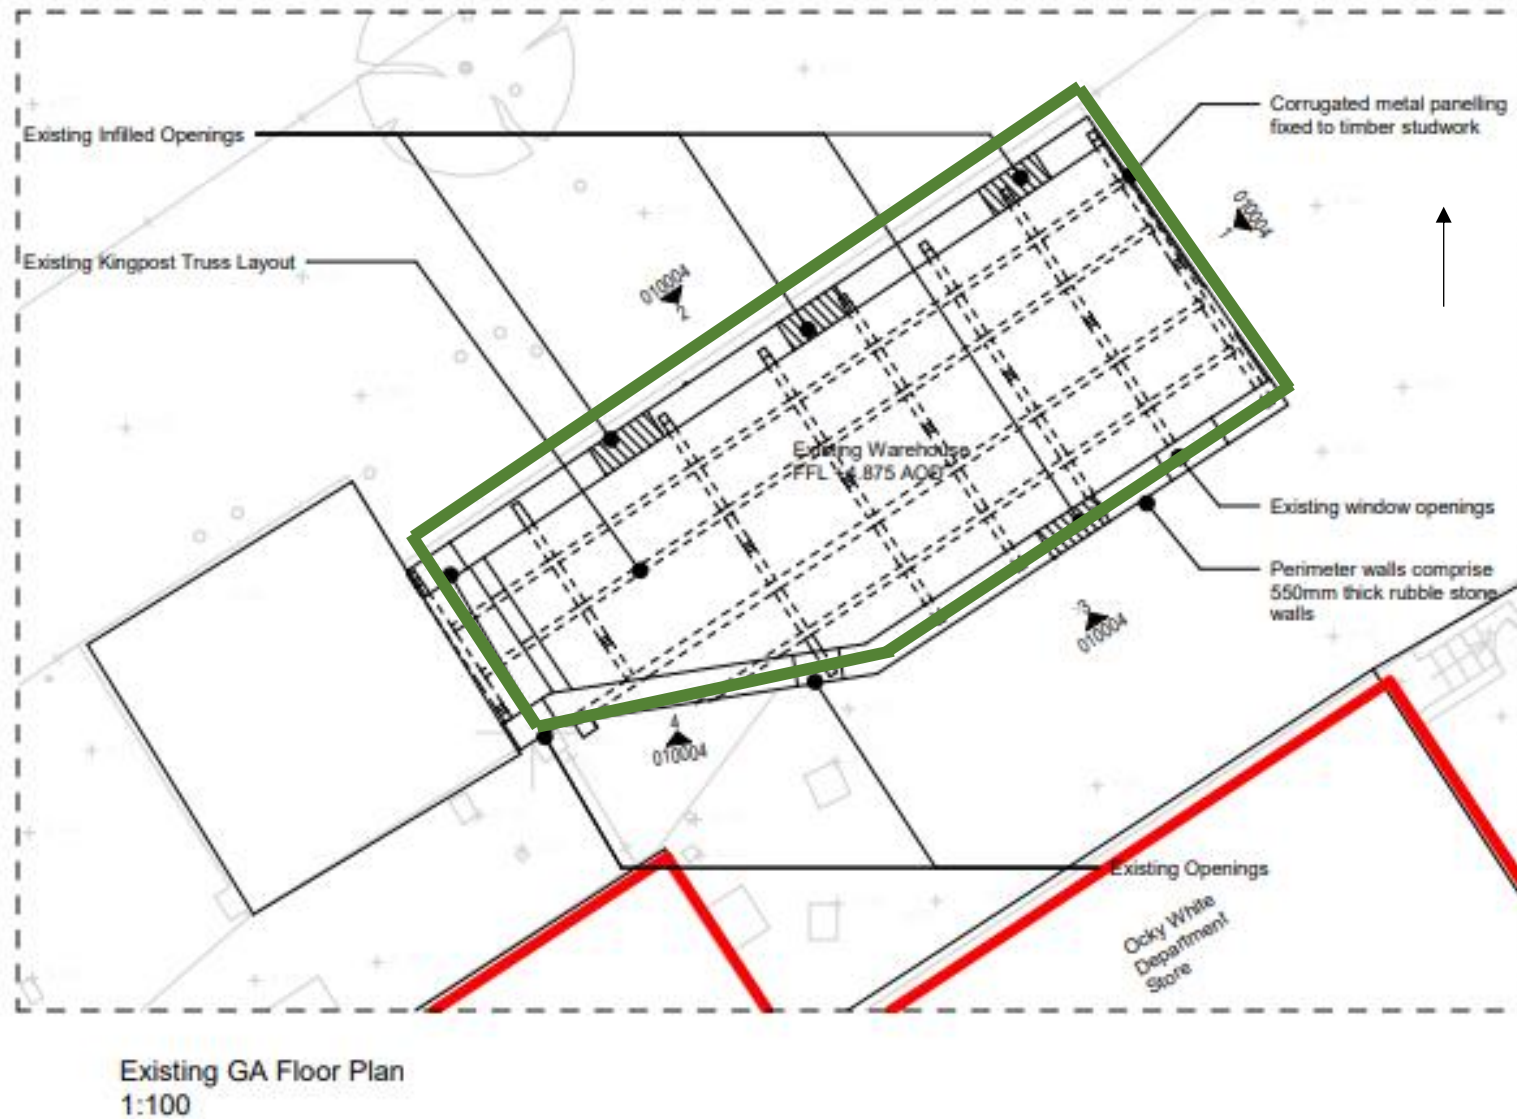 Existing Infilled Openings
Corrugated metal panelling
fixed to timber studwork
010004
1
Existing Kingpost Truss Layout
010004
2
Existing Warehouse
FFL +4.875 AOD
Existing window openings
Perimeter walls comprise
550mm thick rubble stone
walls
3
010004
4
010004
Existing Openings
Ocky White
Department
Store
Existing GA Floor Plan
1:100